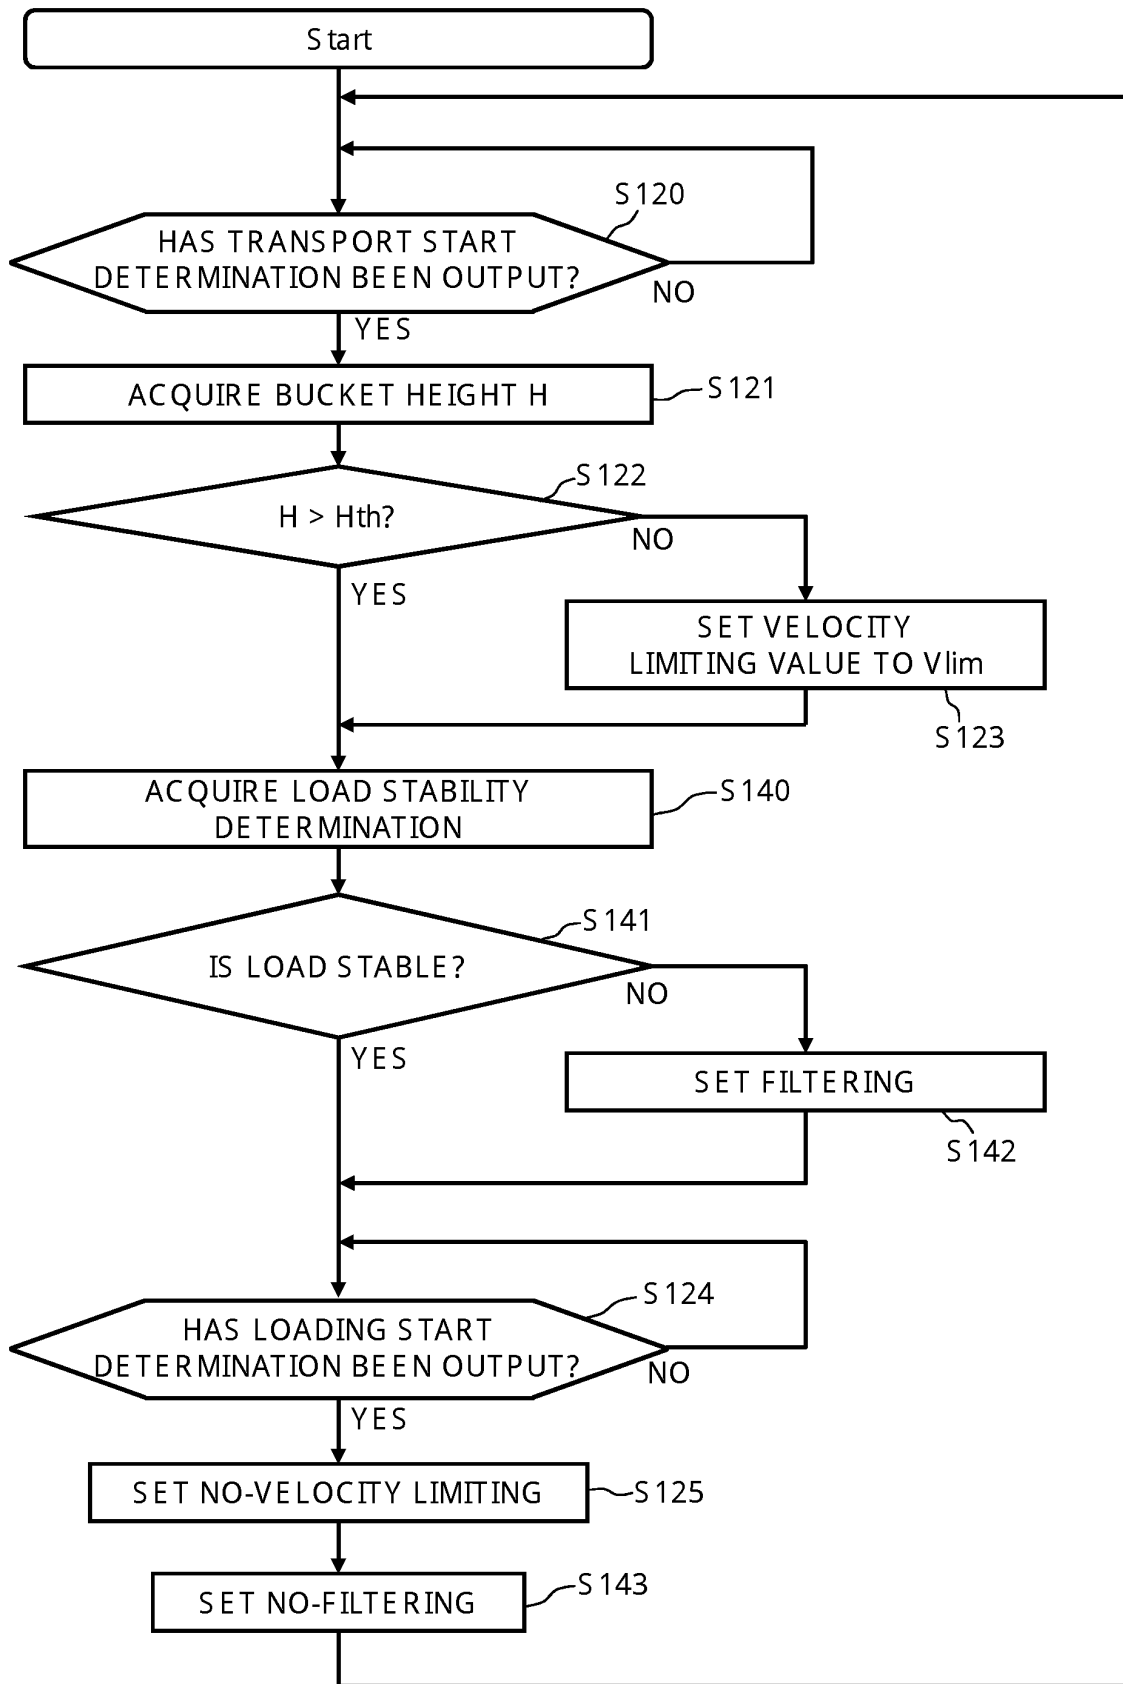 Start
S120
HAS TRANSPORT START
DETERMINATION BEEN OUTPUT?
NO
YES
ACQUIRE BUCKET HEIGHT H
S121
S122
H > Hth?
NO
YES
SET VELOCITY
LIMITING VALUE TO Vlim
S123
ACQUIRE LOAD STABILITY
DETERMINATION
S140
S141
IS LOAD STABLE?
NO
YES
SET FILTERING
S142
S124
HAS LOADING START
DETERMINATION BEEN OUTPUT?
NO
YES
SET NO-VELOCITY LIMITING
S125
SET NO-FILTERING
S143